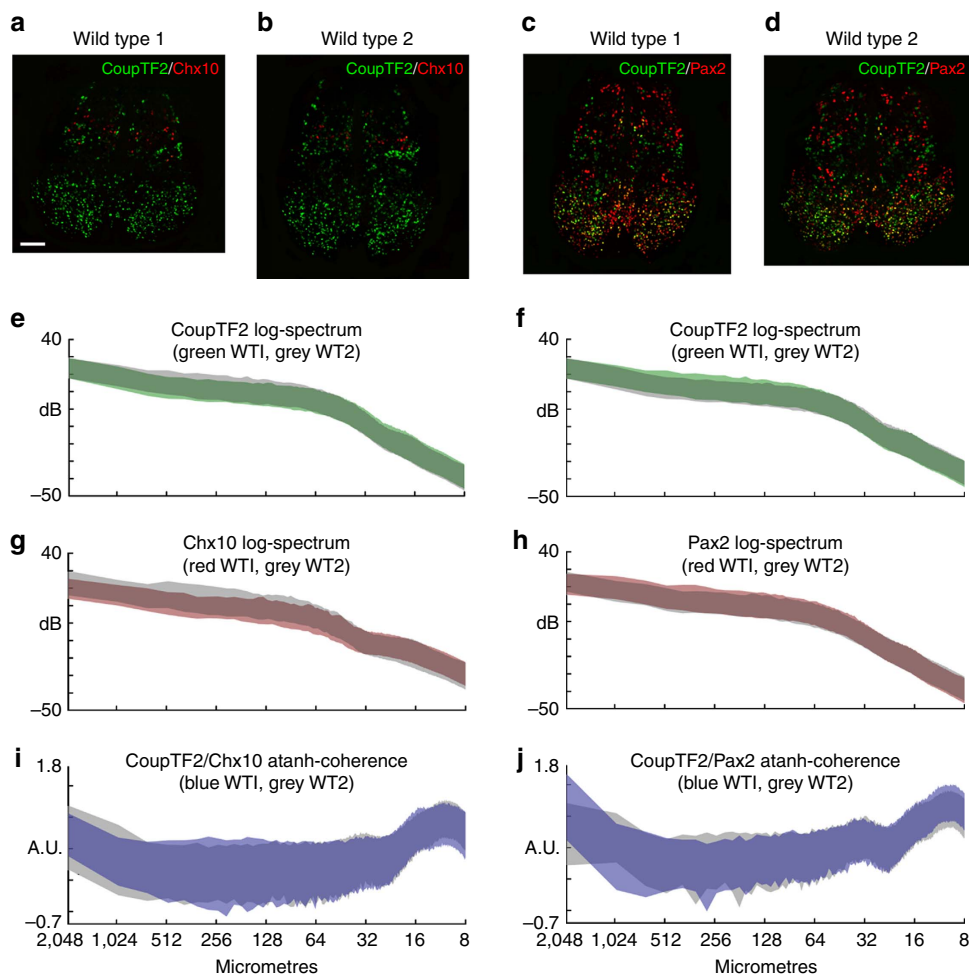 a
Wild type 1
CoupTF2/Chx10
b
Wild type 2
CoupTF2/Chx10
c
Wild type 1
CoupTF2/Pax2
d
Wild type 2
CoupTF2/Pax2
e
CoupTF2 log-spectrum
(green WTI, grey WT2)
40
dB
–50
f
CoupTF2 log-spectrum
(green WTI, grey WT2)
40
dB
–50
g
Chx10 log-spectrum
(red WTI, grey WT2)
40
dB
–50
h
Pax2 log-spectrum
(red WTI, grey WT2)
40
dB
–50
i
CoupTF2/Chx10 atanh-coherence
(blue WTI, grey WT2)
1.8
A.U.
–0.7
2,048 1,024 512 256 128 64 32 16 8
Micrometres
j
CoupTF2/Pax2 atanh-coherence
(blue WTI, grey WT2)
1.8
A.U.
–0.7
2,048 1,024 512 256 128 64 32 16 8
Micrometres